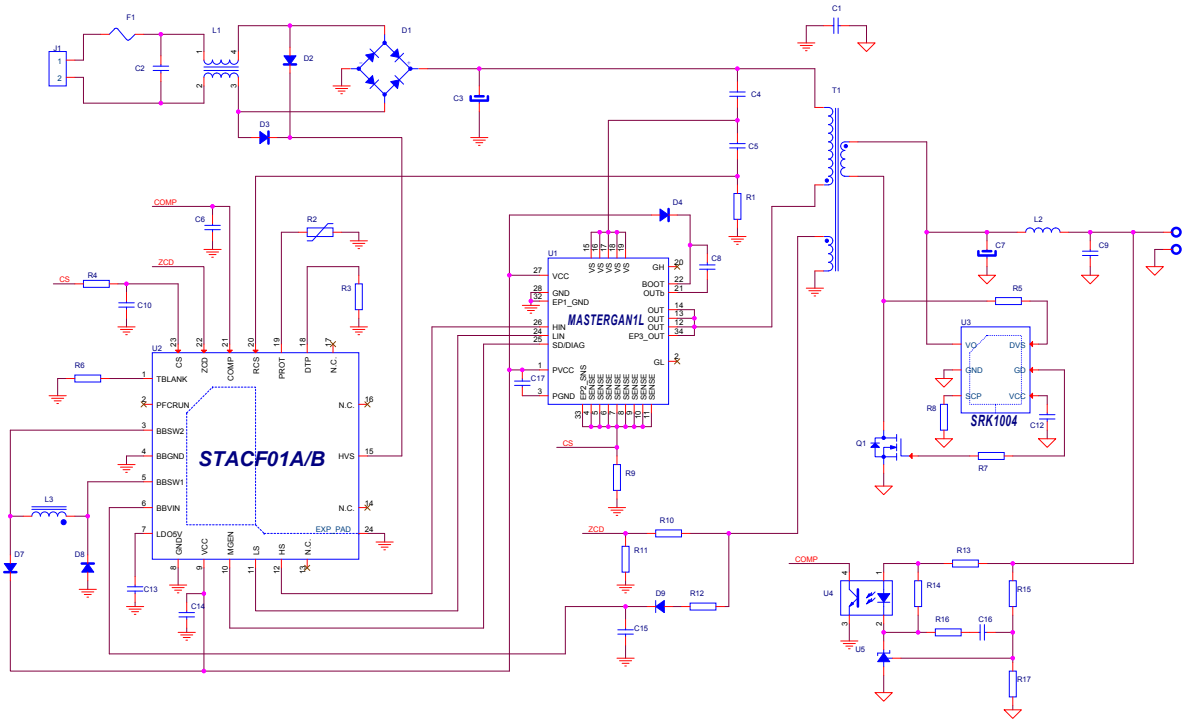 F1
J1
1
2
C2
L1
1
4
2
3
D2
D1
-
+
D3
C3
C1
C4
C5
R1
T1
D4
C8
COMP
C6
ZCD
CS
R4
C10
R2
R3
R6
U2
23
22
21
20
19
18
17
CS
ZCD
COMP
RCS
PROT
DTP
N.C.
1
TBLANK
2
PFCRUN
3
BBSW2
4
BBGND
5
BBSW1
6
BBVIN
7
LDO5V
N.C.
16
HVS
15
N.C.
14
EXP_PAD
24
STACF01A/B
GND
VCC
MGEN
LS
HS
N.C.
8
9
10
11
12
13
L3
D7
D8
C13
C14
U1
15
16
17
18
19
VS
VS
VS
VS
VS
27
VCC
28
GND
32
EP1_GND
26
HIN
24
LIN
25
SD/DIAG
1
PVCC
3
PGND
GH
20
BOOT
22
OUTb
21
OUT
14
OUT
13
OUT
12
EP3_OUT
34
GL
2
MASTERGAN1L
EP2_SNS
SENSE
SENSE
SENSE
SENSE
SENSE
SENSE
SENSE
SENSE
33
4
5
6
7
8
9
10
11
C17
CS
R9
ZCD
R10
R11
D9
R12
C15
L2
C7
C9
R5
U3
VO
GND
SCP
DVS
GD
VCC
SRK1004
R8
C12
Q1
R7
COMP
U4
4
1
3
2
R13
R14
R15
R16
C16
U5
R17